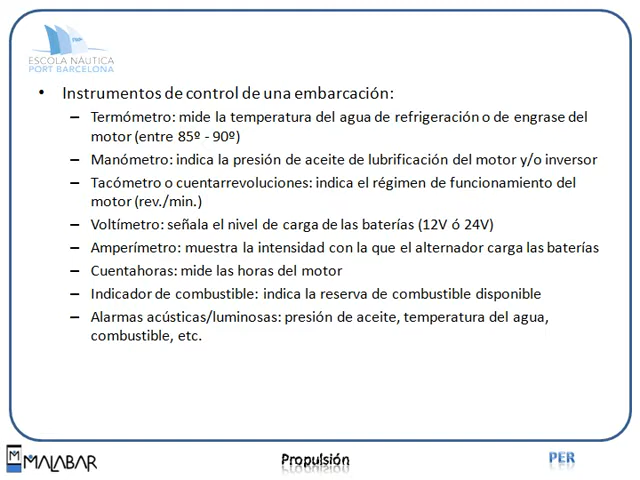 ESCOLA NÀUTICA
PORT BARCELONA
• Instrumentos de control de una embarcación:
– Termómetro: mide la temperatura del agua de refrigeración o de engrase del
motor (entre 85º - 90º)
– Manómetro: indica la presión de aceite de lubrificación del motor y/o inversor
– Tacómetro o cuentarrevoluciones: indica el régimen de funcionamiento del
motor (rev./min.)
– Voltímetro: señala el nivel de carga de las baterías (12V ó 24V)
– Amperímetro: muestra la intensidad con la que el alternador carga las baterías
– Cuentahoras: mide las horas del motor
– Indicador de combustible: indica la reserva de combustible disponible
– Alarmas acústicas/luminosas: presión de aceite, temperatura del agua,
combustible, etc.
MALABAR
Propulsión
PER